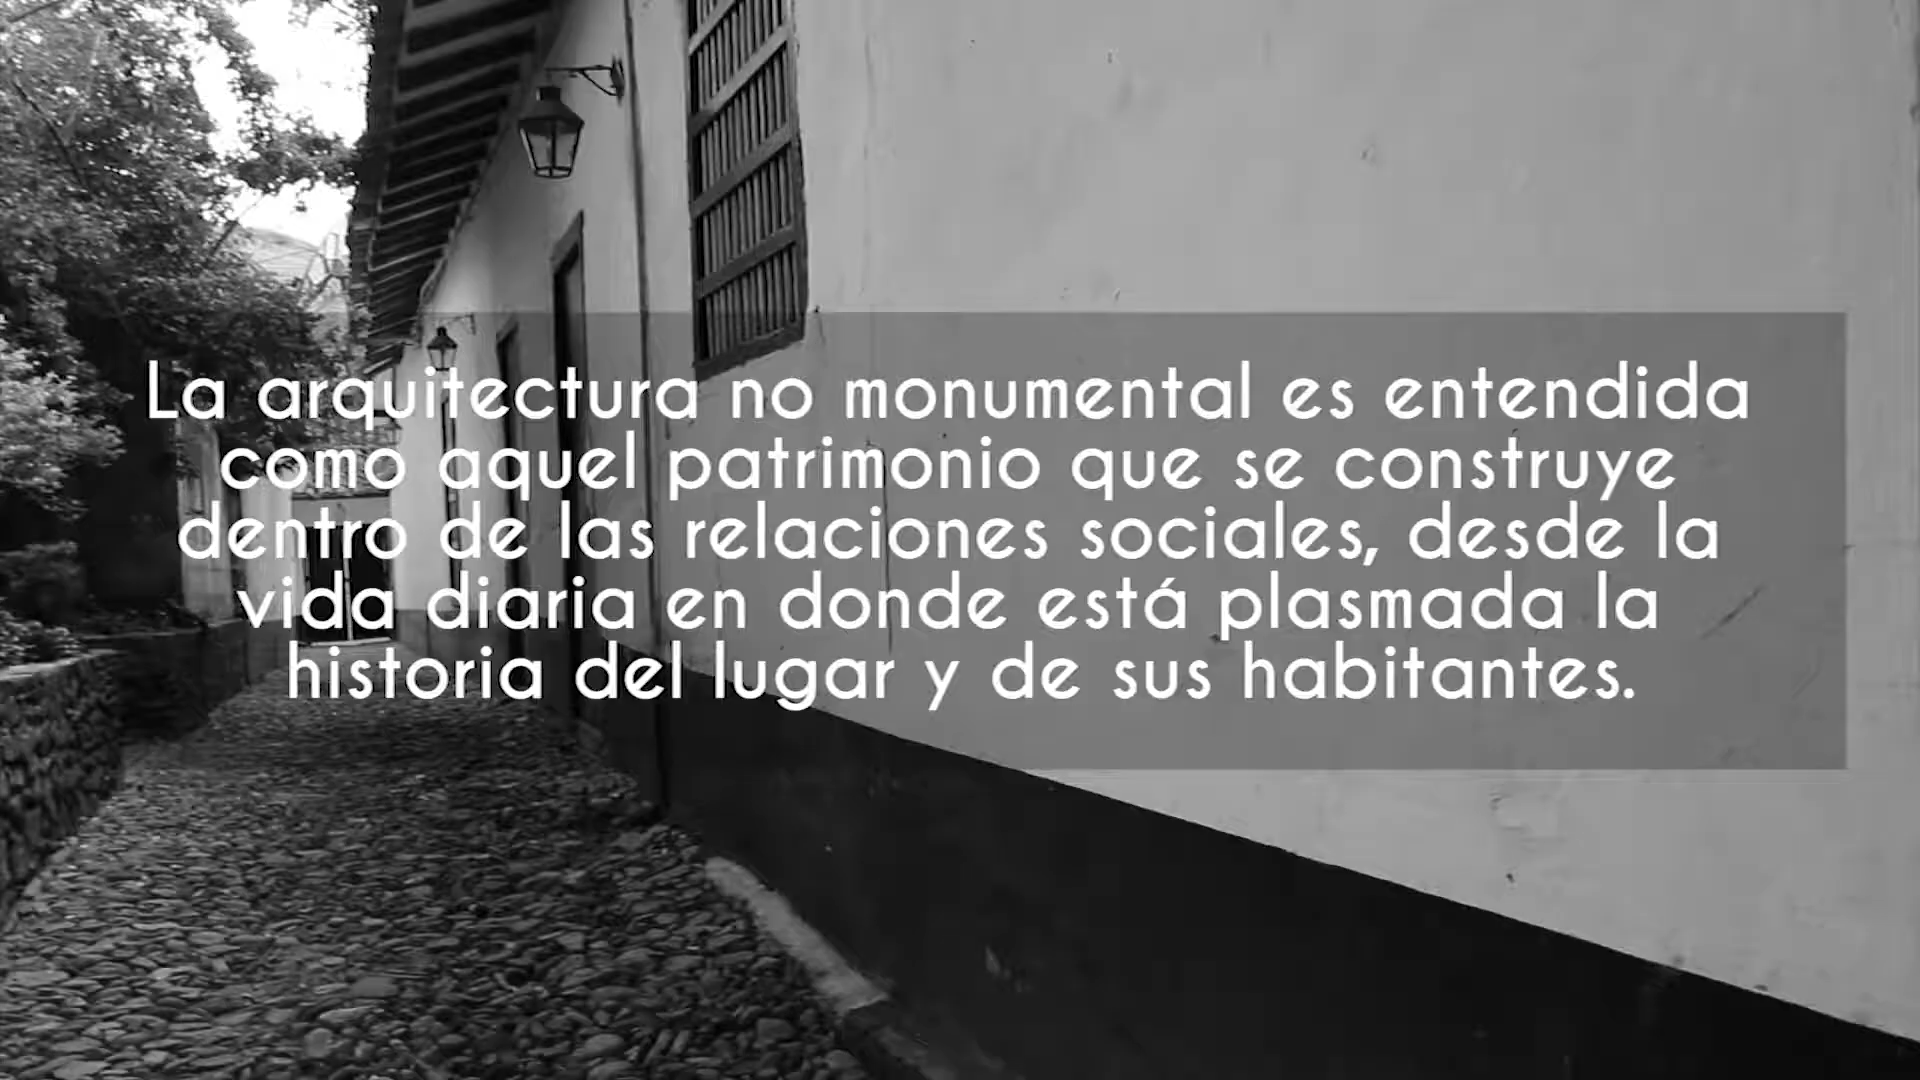 La arquitectura no monumental es entendida
como aquel patrimonio que se construye
dentro de las relaciones sociales, desde la
vida diaria en donde está plasmada la
historia del lugar y de sus habitantes.